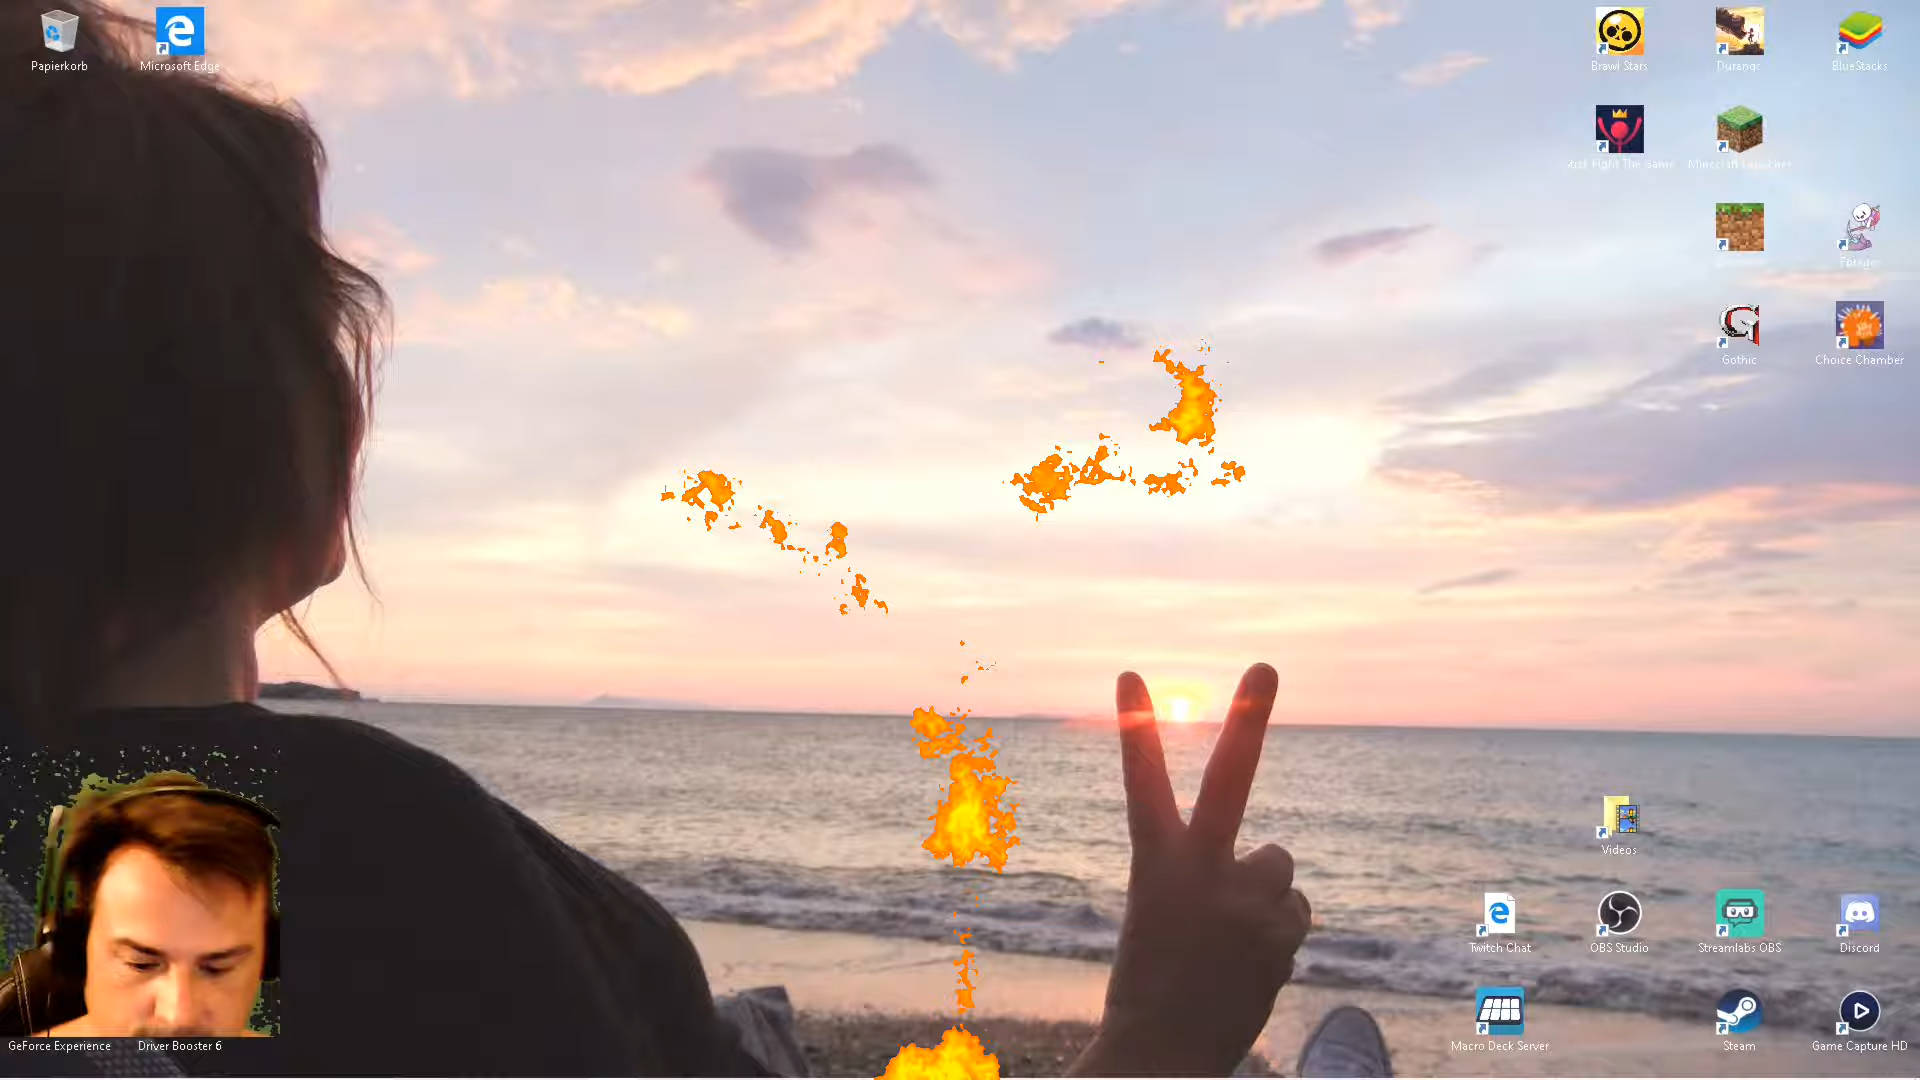 Papierkorb
Microsoft Edge
Brawl Stars
Durango
BlueStacks
Fight The Game
Minecraft Launcher
Forager
Gothic
Choice Chamber
Videos
Twitch Chat
OBS Studio
Streamlabs OBS
Discord
GeForce Experience
Driver Booster 6
Macro Deck Server
Steam
Game Capture HD